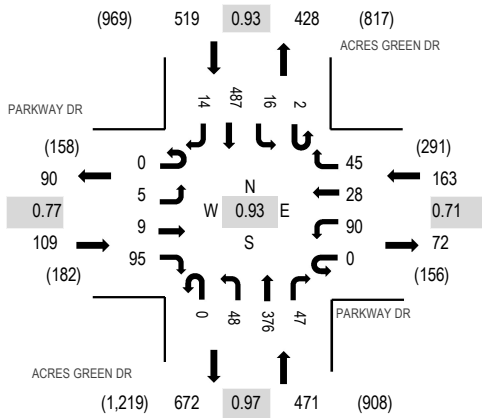 (969) 519 0.93 428 (817)
ACRES GREEN DR
14 487 16 2
PARKWAY DR
(158) 0 45 (291)
90 163
5 N 28
0.77 W 0.93 E 0.71
9 S 90
109 72
95 0
(182) (156)
0 48 376 47
PARKWAY DR
ACRES GREEN DR
(1,219) 672 0.97 471 (908)